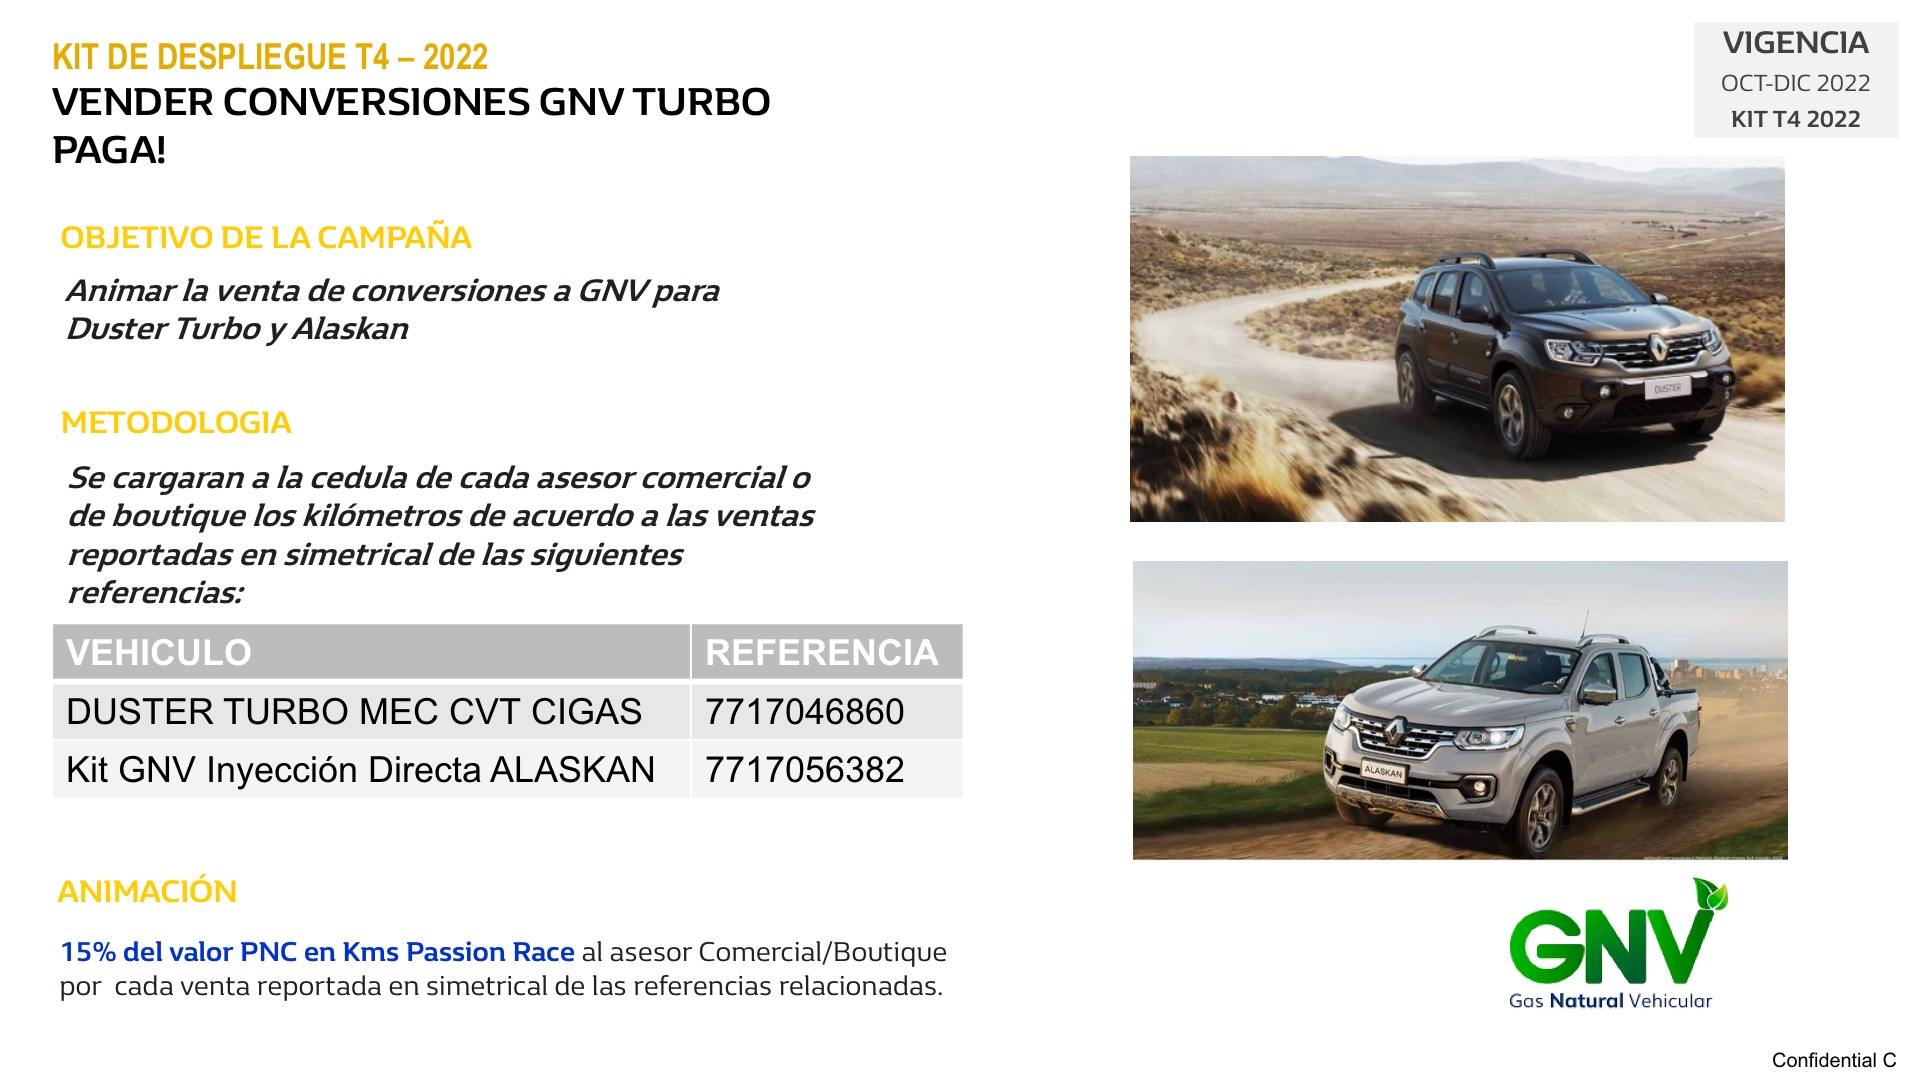 KIT DE DESPLIEGUE T4 – 2022
VENDER CONVERSIONES GNV TURBO
PAGA!
VIGENCIA
OCT-DIC 2022
KIT T4 2022
OBJETIVO DE LA CAMPAÑA
Animar la venta de conversiones a GNV para
Duster Turbo y Alaskan
METODOLOGIA
Se cargaran a la cedula de cada asesor comercial o
de boutique los kilómetros de acuerdo a las ventas
reportadas en simetrical de las siguientes
referencias:
VEHICULO REFERENCIA
DUSTER TURBO MEC CVT CIGAS 7717046860
Kit GNV Inyección Directa ALASKAN 7717056382
ANIMACIÓN
15% del valor PNC en Kms Passion Race al asesor Comercial/Boutique
por cada venta reportada en simetrical de las referencias relacionadas.
DUSTER
ALASKAN
GNV
Gas Natural Vehicular
Confidential C